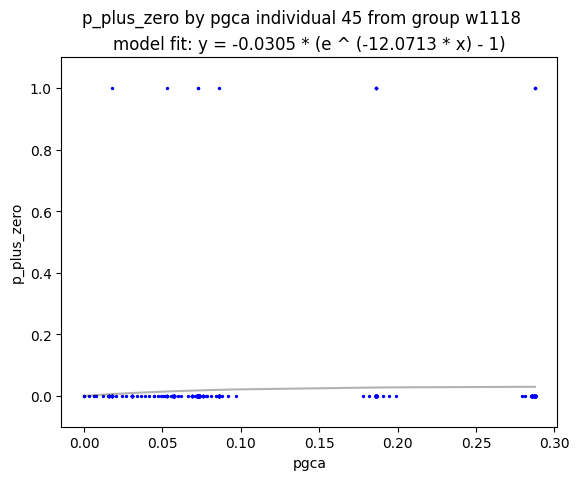 p_plus_zero by pgca individual 45 from group w1118
model fit: y = -0.0305 * (e ^ (-12.0713 * x) - 1)
1.0
0.8
0.6
0.4
0.2
0.0
p_plus_zero
0.00 0.05 0.10 0.15 0.20 0.25 0.30
pgca